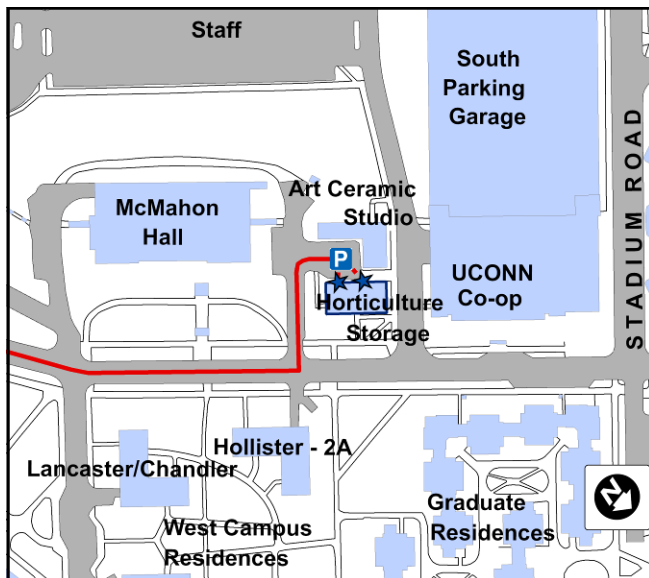 Staff
South
Parking
Garage
STADIUM ROAD
Art Ceramic
Studio
McMahon
Hall
P
UCONN
Co-op
Horticulture
Storage
Hollister - 2A
Lancaster/Chandler
Graduate
Residences
West Campus
Residences
N